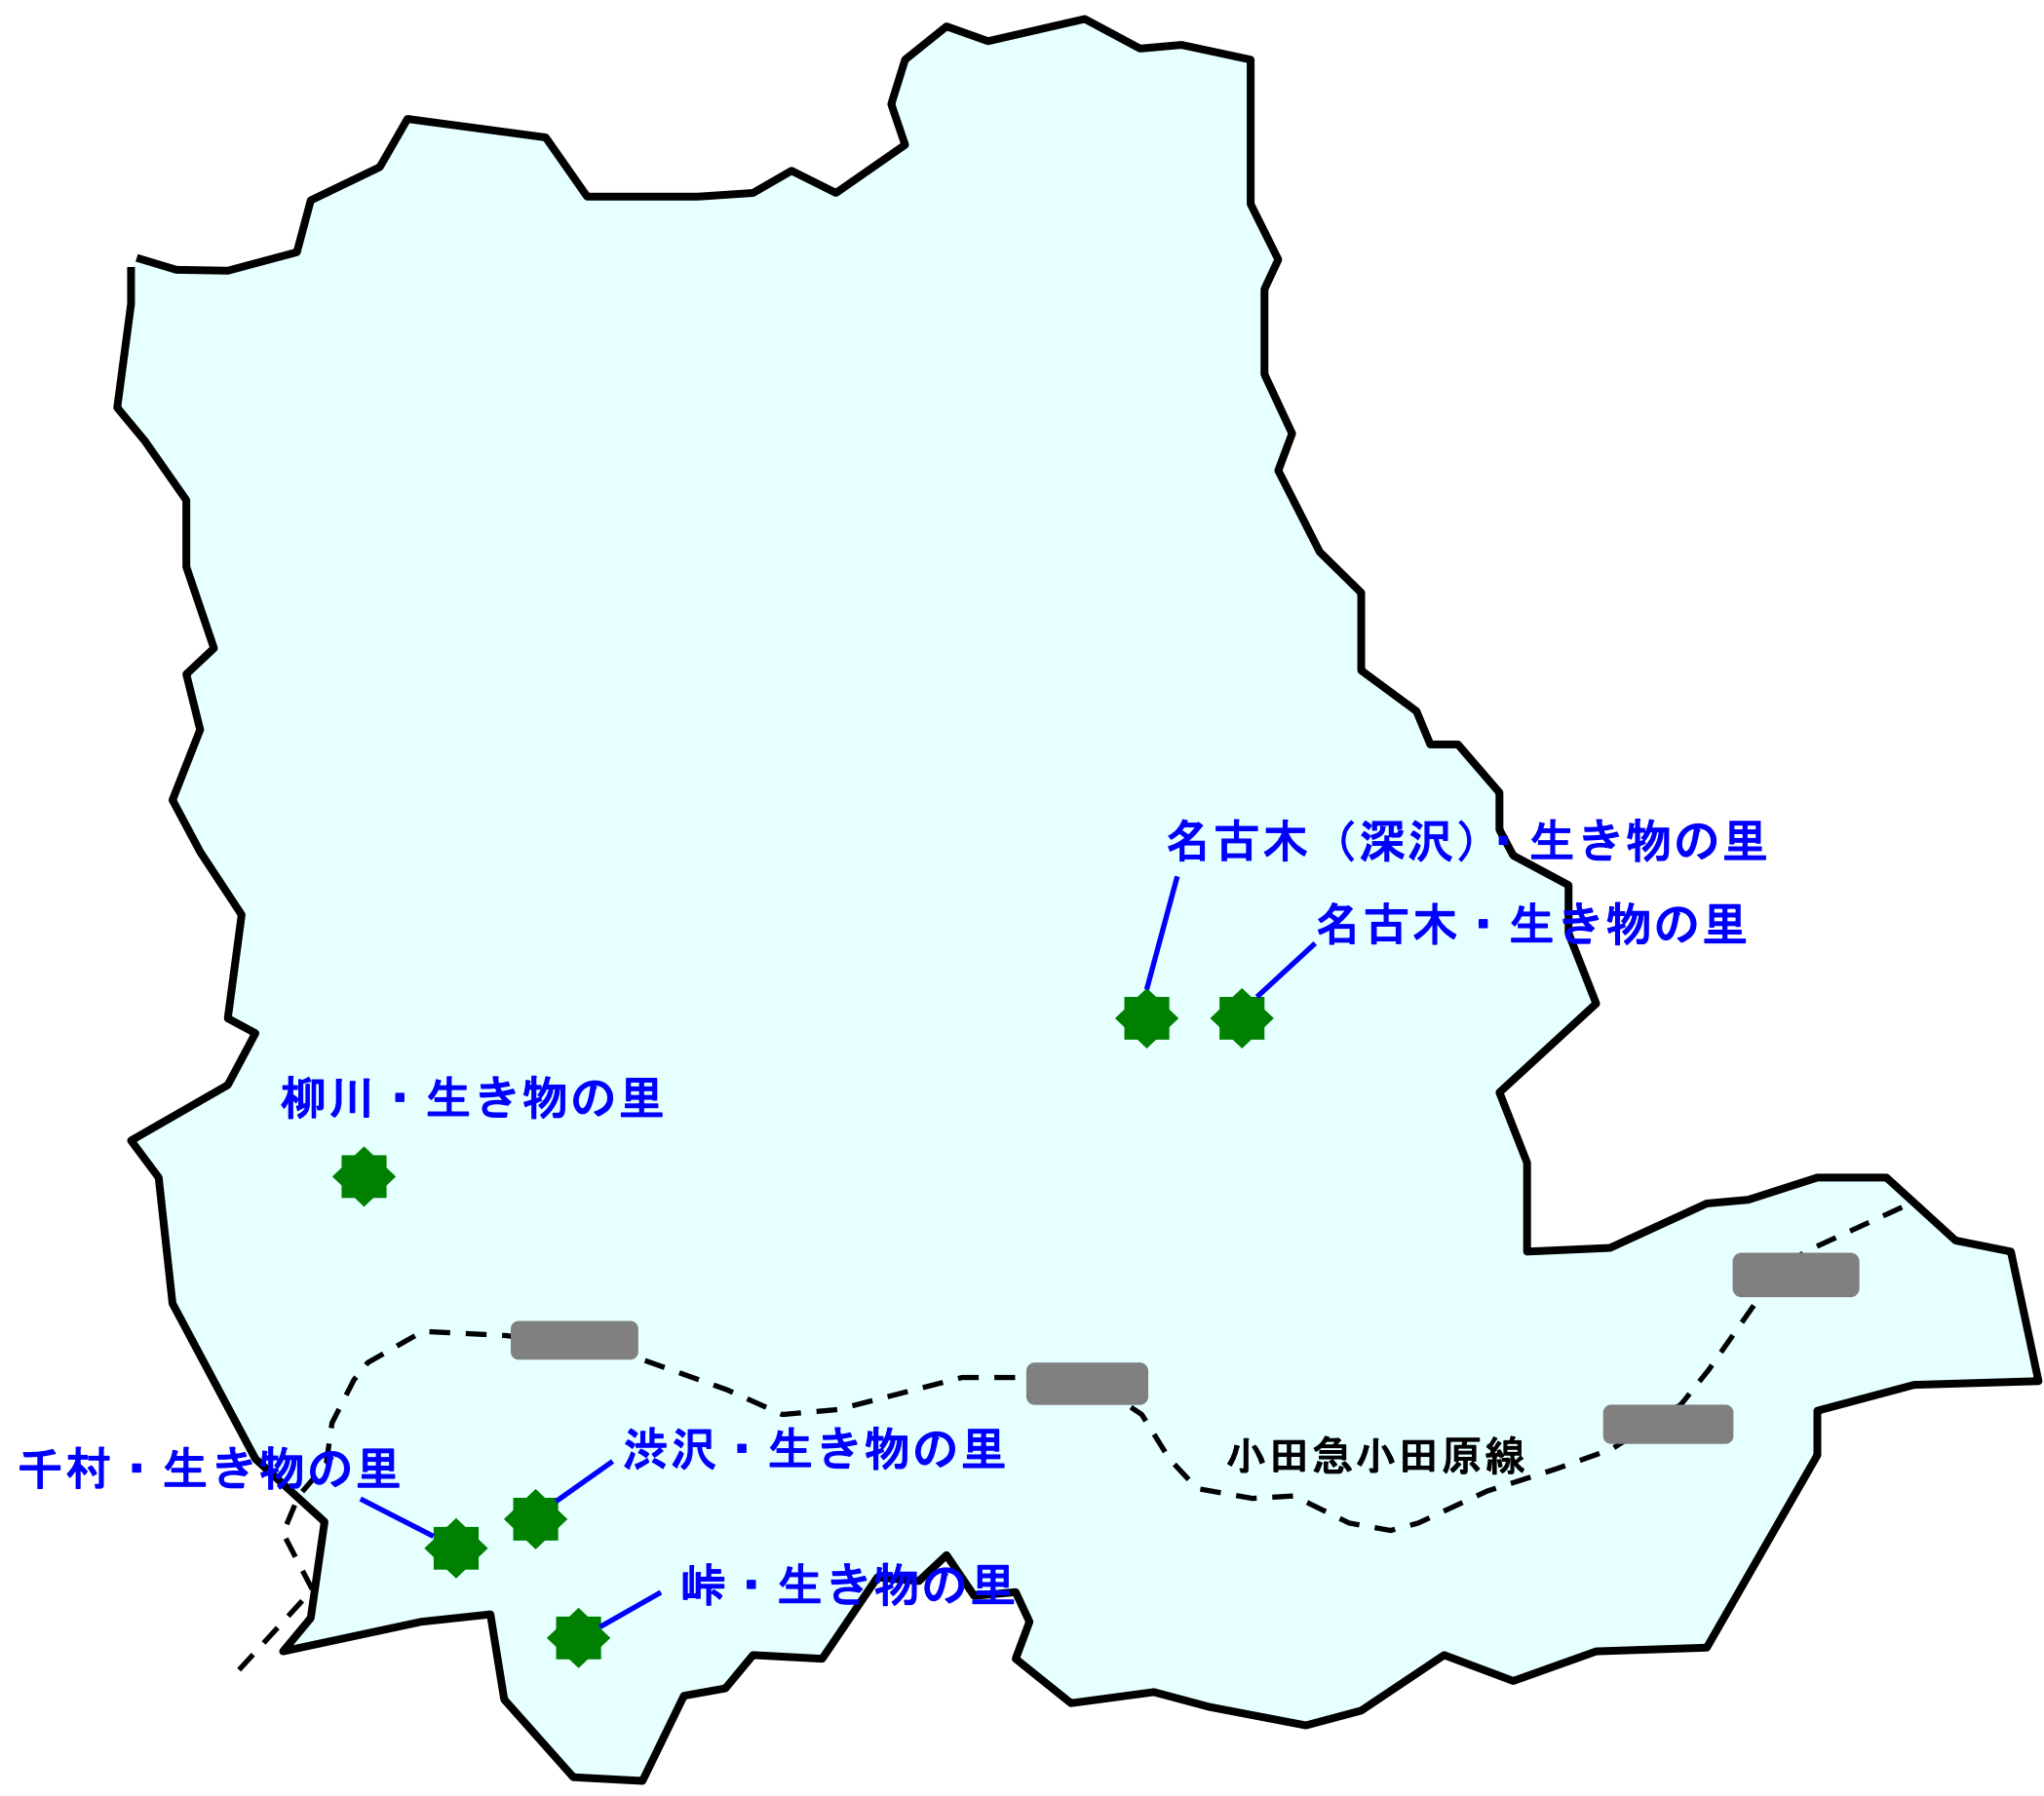 名古木（深沢）・生き物の里
名古木・生き物の里
柳川・生き物の里
渋沢・生き物の里
小田急小田原線
千村・生き物の里
峠・生き物の里